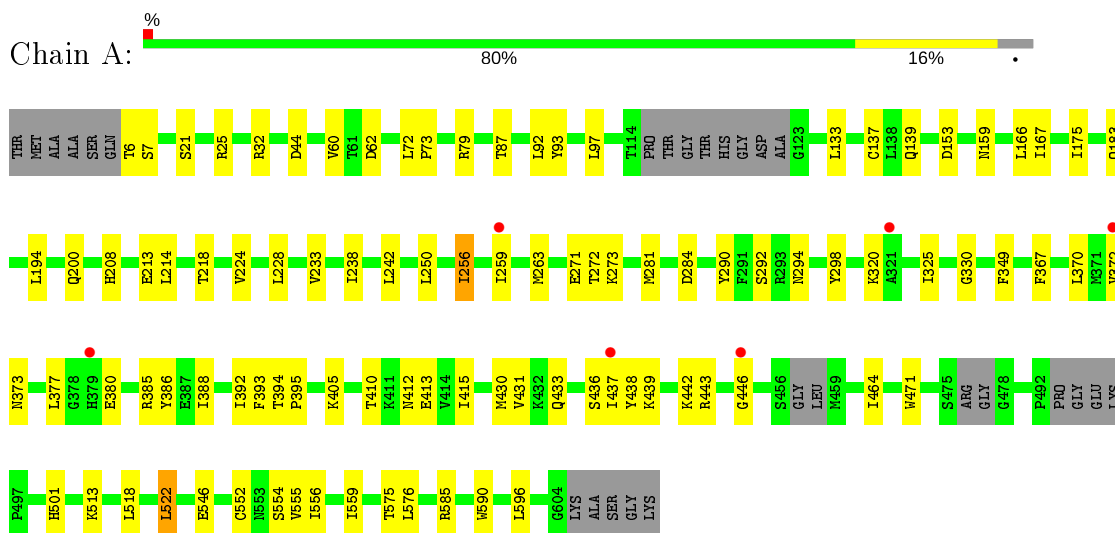 %
Chain A:
80% 16% •
THR MET ALA ALA SER GLN T6 S7 S21 R25 R32 D44 V60 T61 D62 L72 P73 R79 T87 L92 Y93 L97 T114 PRO THR GLY THR HIS GLY ASP ALA G123 L133 C137 L138 Q139 D153 N159 L166 I167 I175
L194 Q200 H208 E213 L214 T218 V224 L228 V233 I238 L242 L250 I256 I259 M263 E271 T272 K273 M281 D284 Y290 F291 S292 R293 N294 Y298 K320 A321 I325 G330 F349 F367 L370 M371
N373 L377 G378 H379 E380 R385 Y386 E387 I388 I392 F393 T394 P395 K405 T410 K411 N412 E413 V414 I415 M430 V431 K432 Q433 S436 I437 Y438 K439 K442 R443 G446 S456 GLY LEU M459 I464 W471 S475 ARG GLY G478 P492 PRO GLY GLU LYS
P497 H501 K513 L518 L522 E546 C552 N553 S554 V555 I556 I559 T575 L576 R585 W590 L596 G604 LYS ALA SER GLY LYS